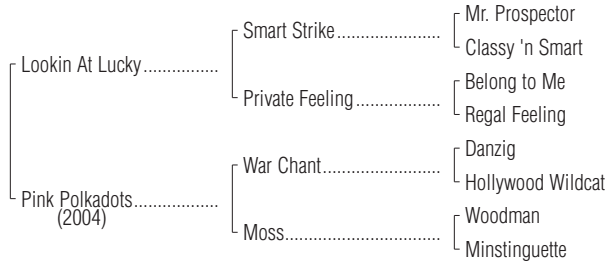 Mr. Prospector
Smart Strike..................
Classy 'n Smart
Lookin At Lucky................
Belong to Me
Private Feeling..................
Regal Feeling
Danzig
War Chant.........................
Hollywood Wildcat
Pink Polkadots..................
(2004)
Woodman
Moss.................................
Minstinguette